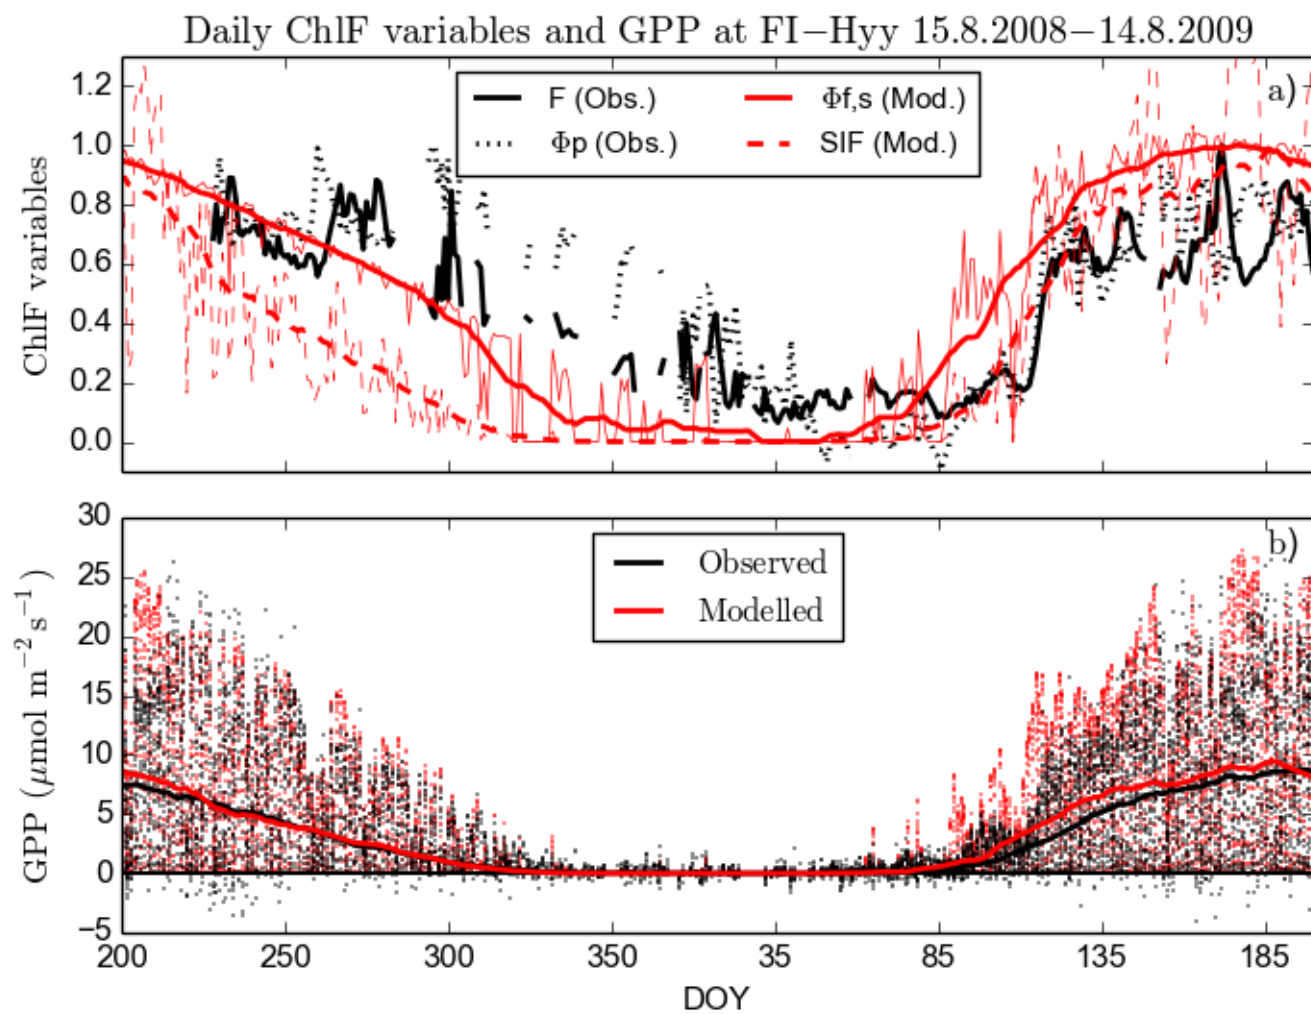 Daily ChlF variables and GPP at FI−Hyy 15.8.2008−14.8.2009
ChlF variables
1.2
1.0
0.8
0.6
0.4
0.2
0.0
F (Obs.)
Φp (Obs.)
Φf,s (Mod.)
SIF (Mod.)
a)
GPP (μmol m⁻² s⁻¹)
30
25
20
15
10
5
0
−5
Observed
Modelled
b)
200 250 300 350 35 85 135 185
DOY